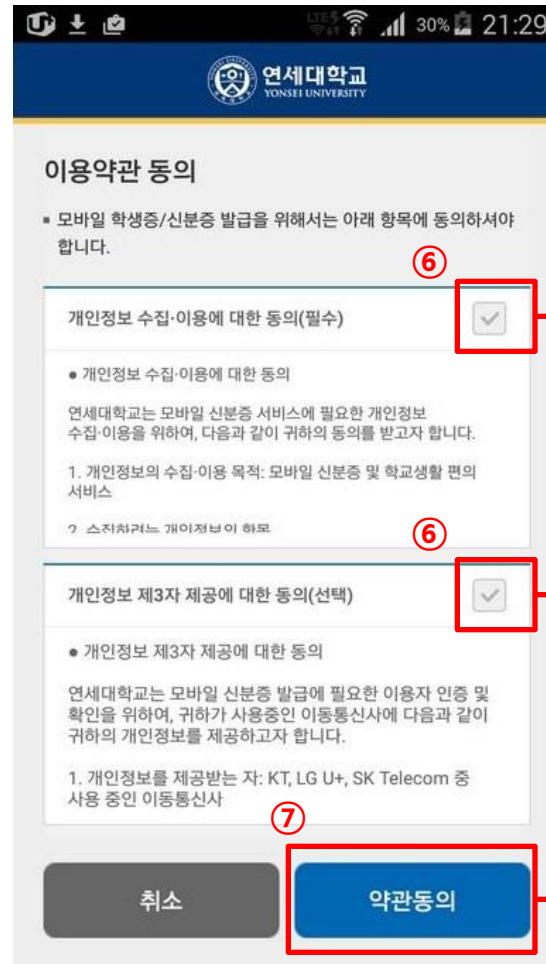 LTE 30% 21:29
연세대학교
YONSEI UNIVERSITY
이용약관 동의
▪ 모바일 학생증/신분증 발급을 위해서는 아래 항목에 동의하셔야
합니다.
⑥
개인정보 수집·이용에 대한 동의(필수)
● 개인정보 수집·이용에 대한 동의
연세대학교는 모바일 신분증 서비스에 필요한 개인정보
수집·이용을 위하여, 다음과 같이 귀하의 동의를 받고자 합니다.
1. 개인정보의 수집·이용 목적: 모바일 신분증 및 학교생활 편의
서비스
2. 수집하려는 개인정보의 항목
⑥
개인정보 제3자 제공에 대한 동의(선택)
● 개인정보 제3자 제공에 대한 동의
연세대학교는 모바일 신분증 발급에 필요한 이용자 인증 및
확인을 위하여, 귀하가 사용중인 이동통신사에 다음과 같이
귀하의 개인정보를 제공하고자 합니다.
1. 개인정보를 제공받는 자: KT, LG U+, SK Telecom 중
사용 중인 이동통신사
⑦
취소 약관동의